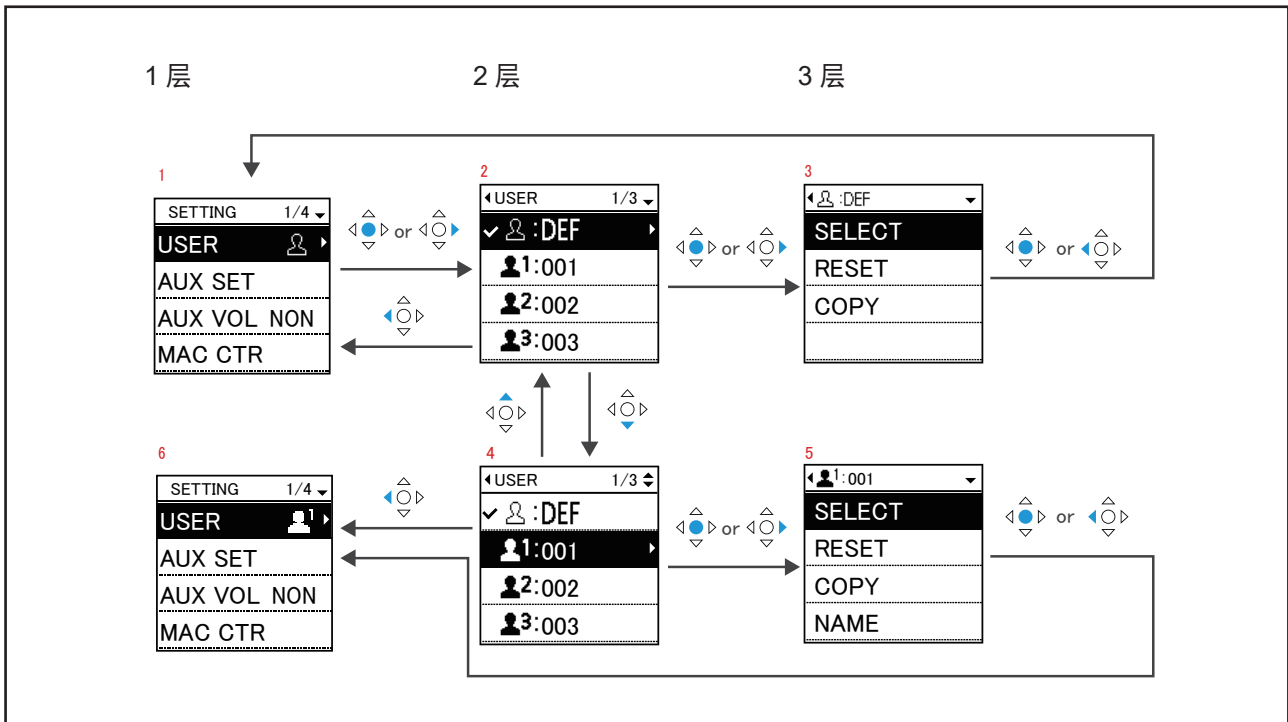 1 层
2 层
3 层
1
SETTING 1/4
USER
AUX SET
AUX VOL NON
MAC CTR
or
2
USER 1/3
:DEF
1:001
2:002
3:003
or
3
:DEF
SELECT
RESET
COPY
or
6
SETTING 1/4
USER 1
AUX SET
AUX VOL NON
MAC CTR
4
USER 1/3
:DEF
1:001
2:002
3:003
or
5
1:001
SELECT
RESET
COPY
NAME
or